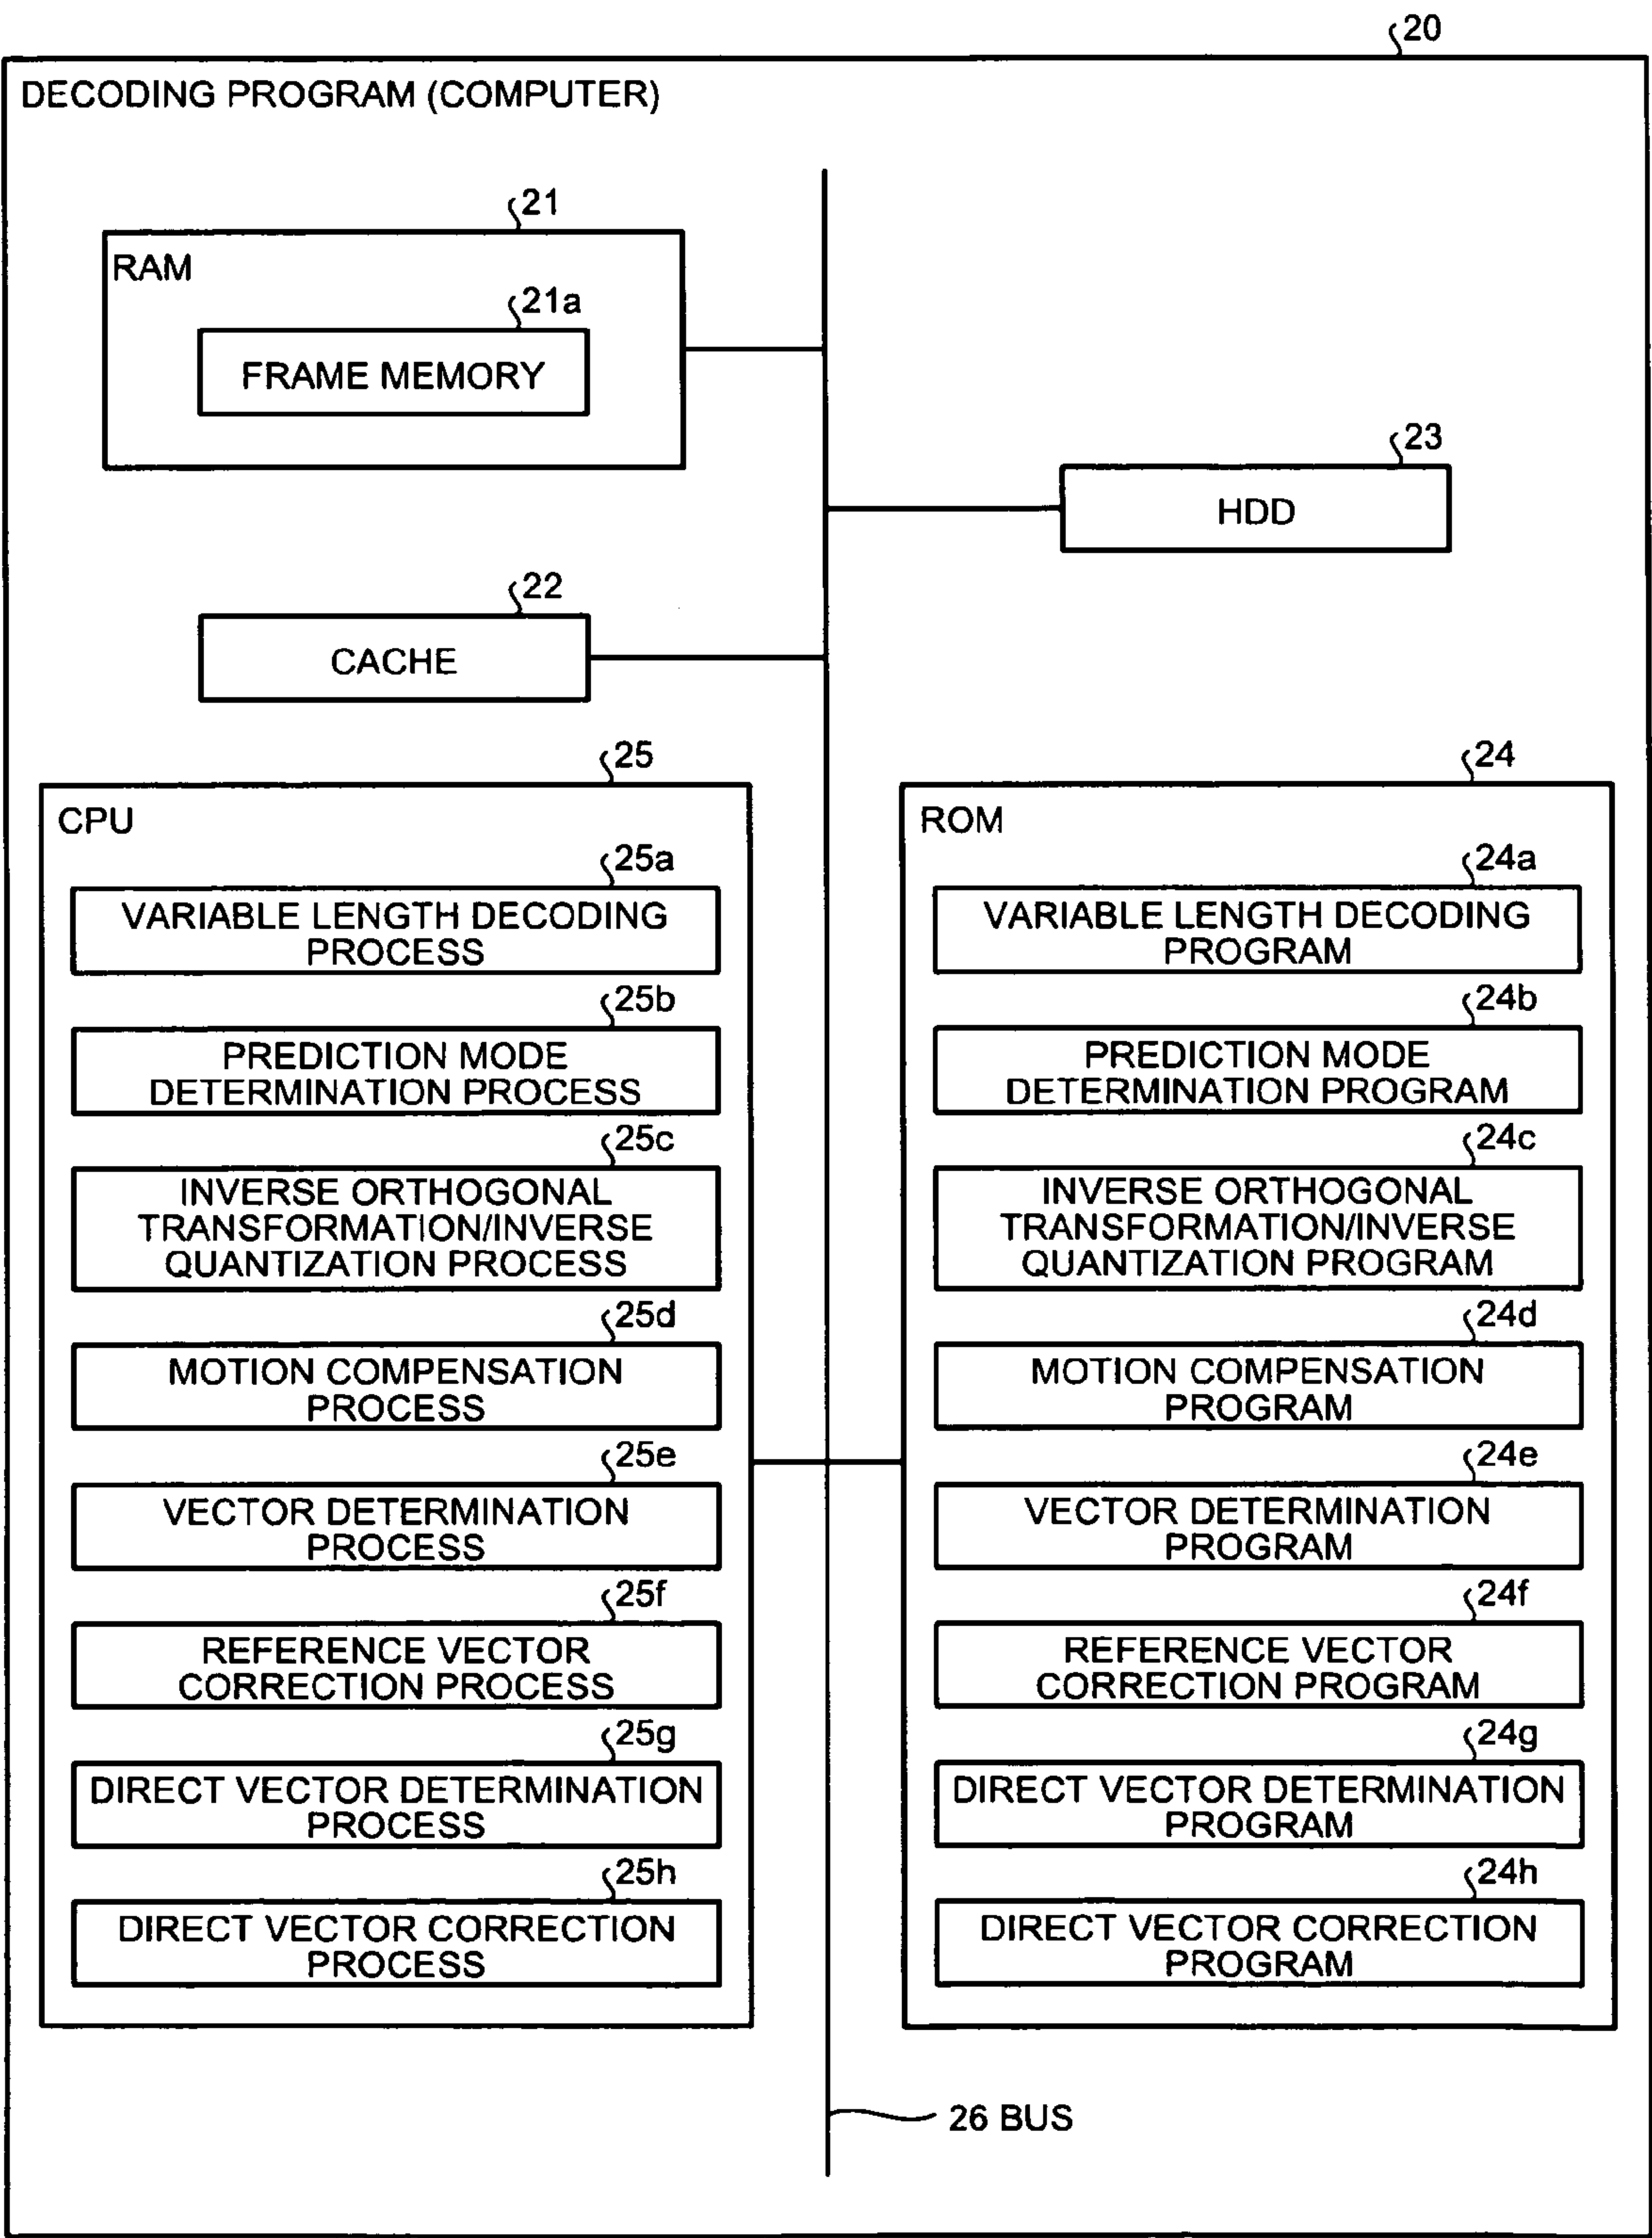 20
DECODING PROGRAM (COMPUTER)
21
RAM
21a
FRAME MEMORY
23
HDD
22
CACHE
25
CPU
25a
VARIABLE LENGTH DECODING
PROCESS
25b
PREDICTION MODE
DETERMINATION PROCESS
25c
INVERSE ORTHOGONAL
TRANSFORMATION/INVERSE
QUANTIZATION PROCESS
25d
MOTION COMPENSATION
PROCESS
25e
VECTOR DETERMINATION
PROCESS
25f
REFERENCE VECTOR
CORRECTION PROCESS
25g
DIRECT VECTOR DETERMINATION
PROCESS
25h
DIRECT VECTOR CORRECTION
PROCESS
24
ROM
24a
VARIABLE LENGTH DECODING
PROGRAM
24b
PREDICTION MODE
DETERMINATION PROGRAM
24c
INVERSE ORTHOGONAL
TRANSFORMATION/INVERSE
QUANTIZATION PROGRAM
24d
MOTION COMPENSATION
PROGRAM
24e
VECTOR DETERMINATION
PROGRAM
24f
REFERENCE VECTOR
CORRECTION PROGRAM
24g
DIRECT VECTOR DETERMINATION
PROGRAM
24h
DIRECT VECTOR CORRECTION
PROGRAM
26 BUS